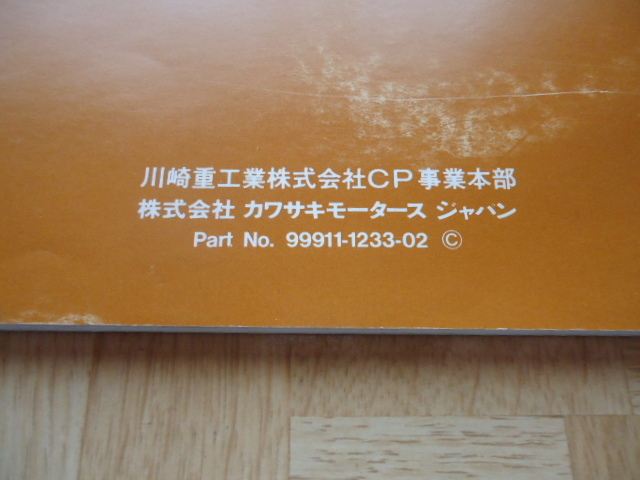 川崎重工業株式会社CP事業本部
株式会社 カワサキモータース ジャパン
Part No. 99911-1233-02 ©